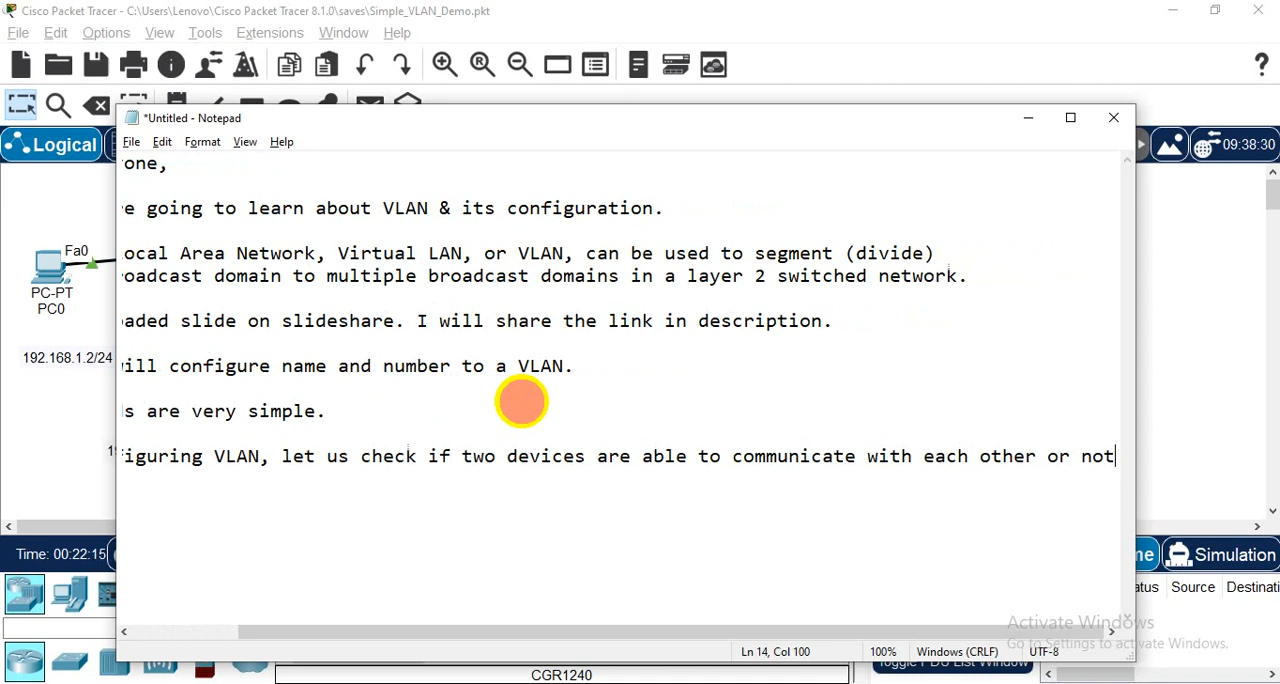 Cisco Packet Tracer - C:\Users\Lenovo\Cisco Packet Tracer 8.1.0\saves\Simple_VLAN_Demo.pkt
File Edit Options View Tools Extensions Window Help
*Untitled - Notepad
File Edit Format View Help
Logical
09:38:30
one,
e going to learn about VLAN & its configuration.
ocal Area Network, Virtual LAN, or VLAN, can be used to segment (divide)
oadcast domain to multiple broadcast domains in a layer 2 switched network.
aded slide on slideshare. I will share the link in description.
ill configure name and number to a VLAN.
s are very simple.
iguring VLAN, let us check if two devices are able to communicate with each other or not
Fa0
PC-PT
PC0
192.168.1.2/24
Time: 00:22:15
Simulation
Source Destinati
Activate Windows
Go to Settings to activate Windows.
Ln 14, Col 100 100% Windows (CRLF) UTF-8
Toggle PDU List Window
CGR1240